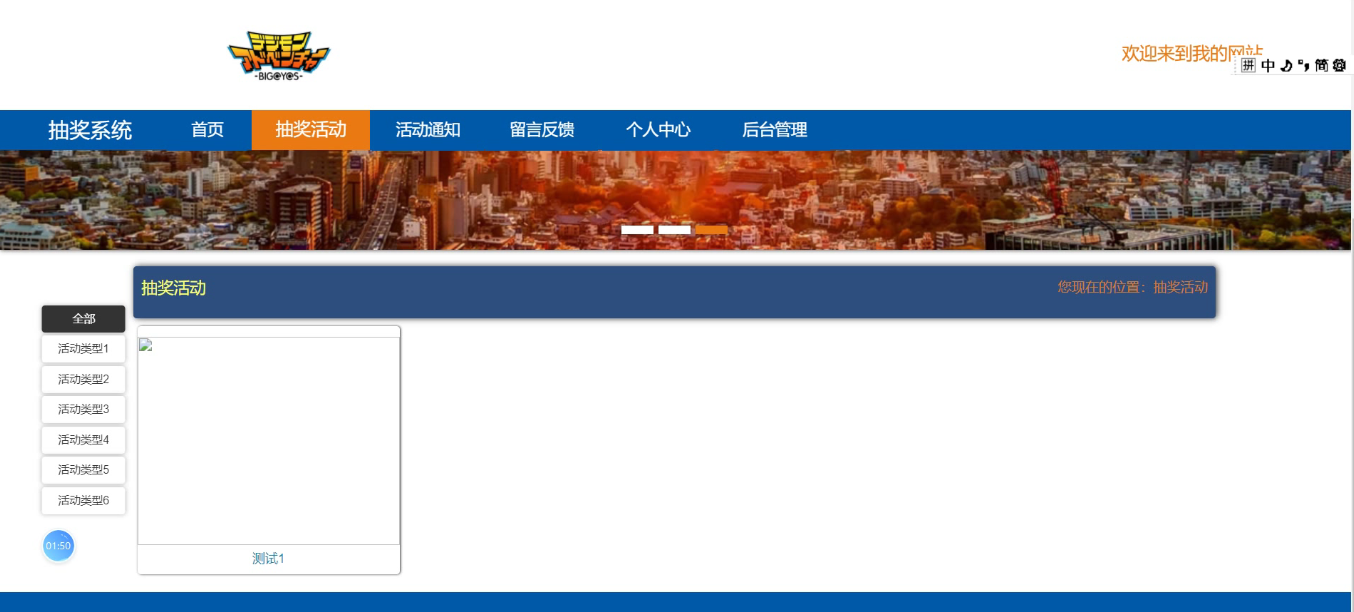 デジモン
アドベンチャー
-BIGEYES-
欢迎来到我的网站
拼 中 简
抽奖系统 首页 抽奖活动 活动通知 留言反馈 个人中心 后台管理
抽奖活动 您现在的位置：抽奖活动
全部
活动类型1
活动类型2
活动类型3
活动类型4
活动类型5
活动类型6
01:50
测试1